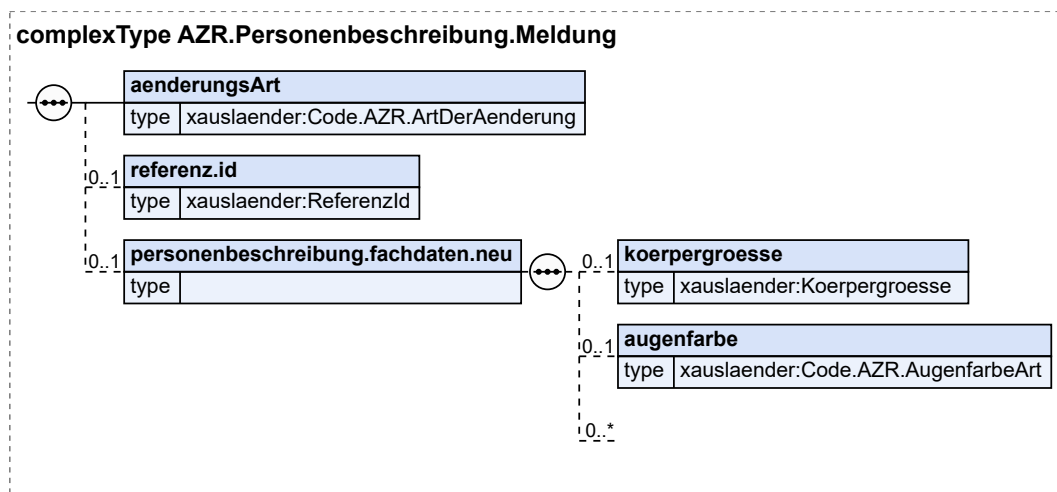 complexType AZR.Personenbeschreibung.Meldung
aenderungsArt
type xauslaender:Code.AZR.ArtDerAenderung
0..1 referenz.id
type xauslaender:ReferenzId
0..1 personenbeschreibung.fachdaten.neu
type
0..1 koerpergroesse
type xauslaender:Koerpergroesse
0..1 augenfarbe
type xauslaender:Code.AZR.AugenfarbeArt
0..*